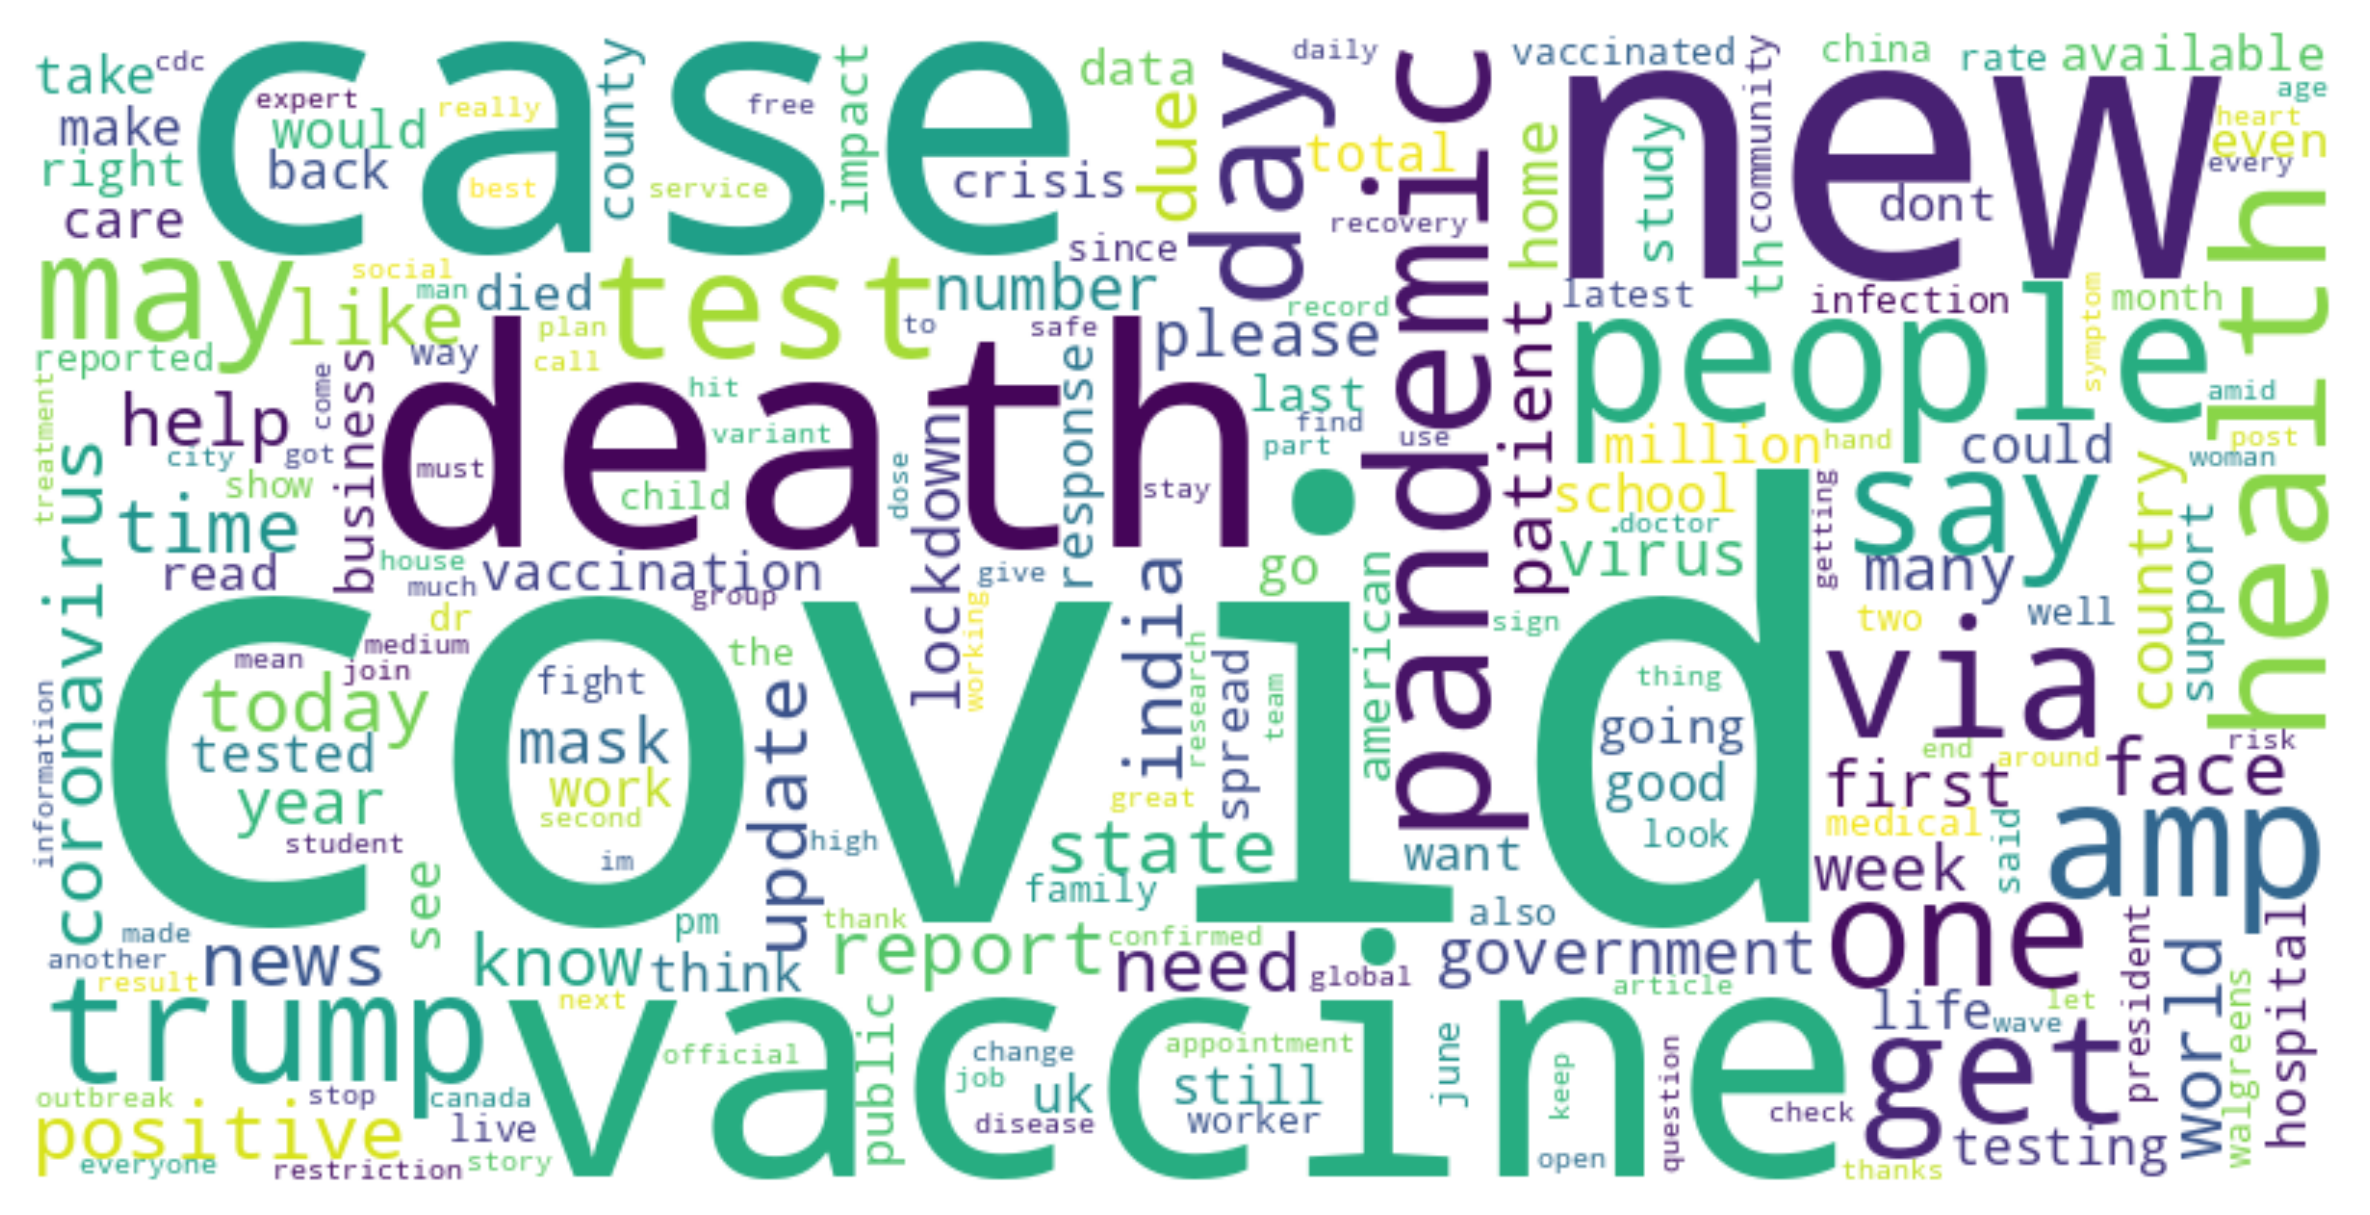 take
cdc
case
county
impact
data
day
daily
pandemic
vaccinated
community
china
rate
available
age
make
expert
would
really
free
due
total
new
home
study
heart
even
right
back
best
service
crisis
recovery
dont
every
care
since
th
health
may
social
like
man
died
test
number
record
please
latest
infection
month
reported
plan
call
to
safe
patient
people
symptom
way
treatment
help
come
business
death
hit
response
last
find
use
amid
variant
part
million
hand
could
post
city
got
must
lockdown
woman
coronavirus
show
child
dose
stay
school
say
country
time
doctor
getting
support
read
house
much
vaccination
group
give
india
go
american
virus
many
dr
working
sign
two
well
medium
mean
join
the
covid
via
information
fight
research
spread
team
thing
today
mask
update
going
tested
work
good
end
around
risk
year
second
great
first
face
student
im
high
state
want
look
medical
said
amp
see
family
week
made
pm
thank
also
one
another
news
know
think
report
confirmed
need
global
government
president
world
hospital
result
next
article
life
let
walgreens
trump
vaccine
public
wave
official
change
appointment
june
get
job
uk
still
keep
question
outbreak
stop
canada
check
positive
live
disease
worker
testing
everyone
restriction
story
open
thanks